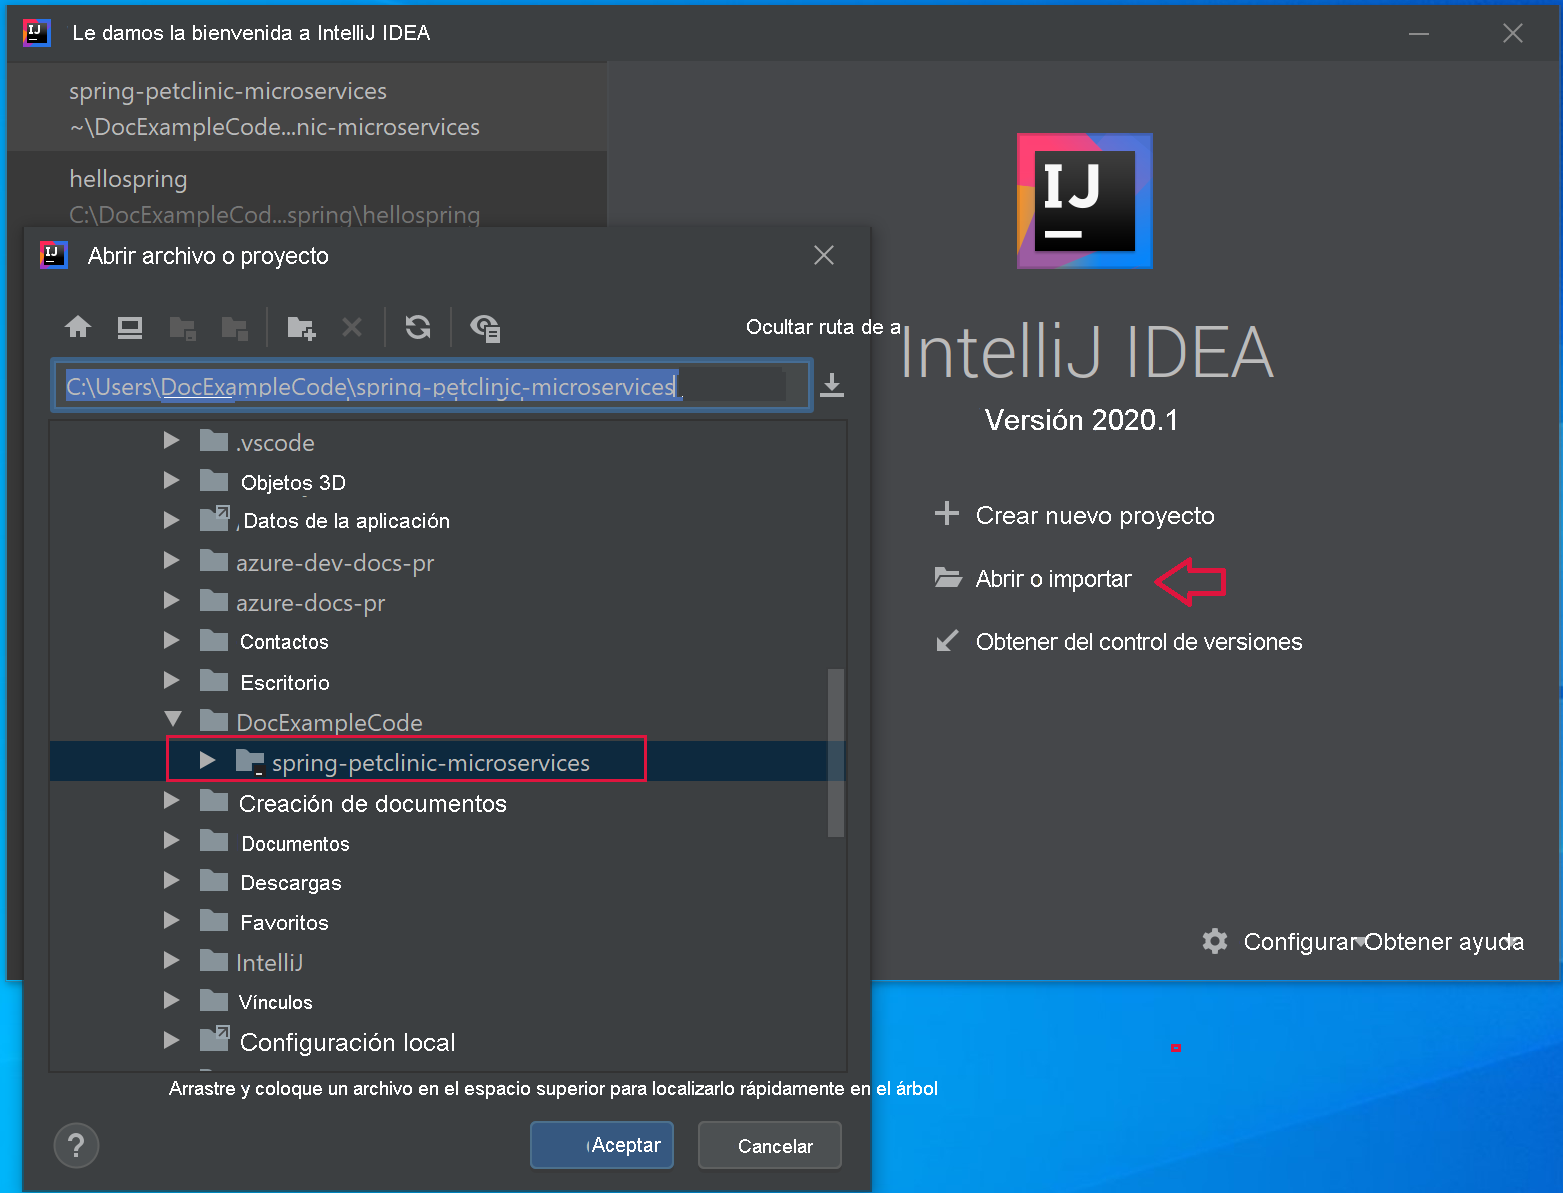 IJ
Le damos la bienvenida a IntelliJ IDEA
spring-petclinic-microservices
~\DocExampleCode...nic-microservices
hellospring
C:\DocExampleCod...spring\hellospring
IJ
Abrir archivo o proyecto
Ocultar ruta de a
C:\Users\DocExampleCode\spring-petclinic-microservices
.vscode
Objetos 3D
Datos de la aplicación
azure-dev-docs-pr
azure-docs-pr
Contactos
Escritorio
DocExampleCode
spring-petclinic-microservices
Creación de documentos
Documentos
Descargas
Favoritos
IntelliJ
Vínculos
Configuración local
Arrastre y coloque un archivo en el espacio superior para localizarlo rápidamente en el árbol
?
Aceptar
Cancelar
IJ
IntelliJ IDEA
Versión 2020.1
Crear nuevo proyecto
Abrir o importar
Obtener del control de versiones
Configurar
Obtener ayuda